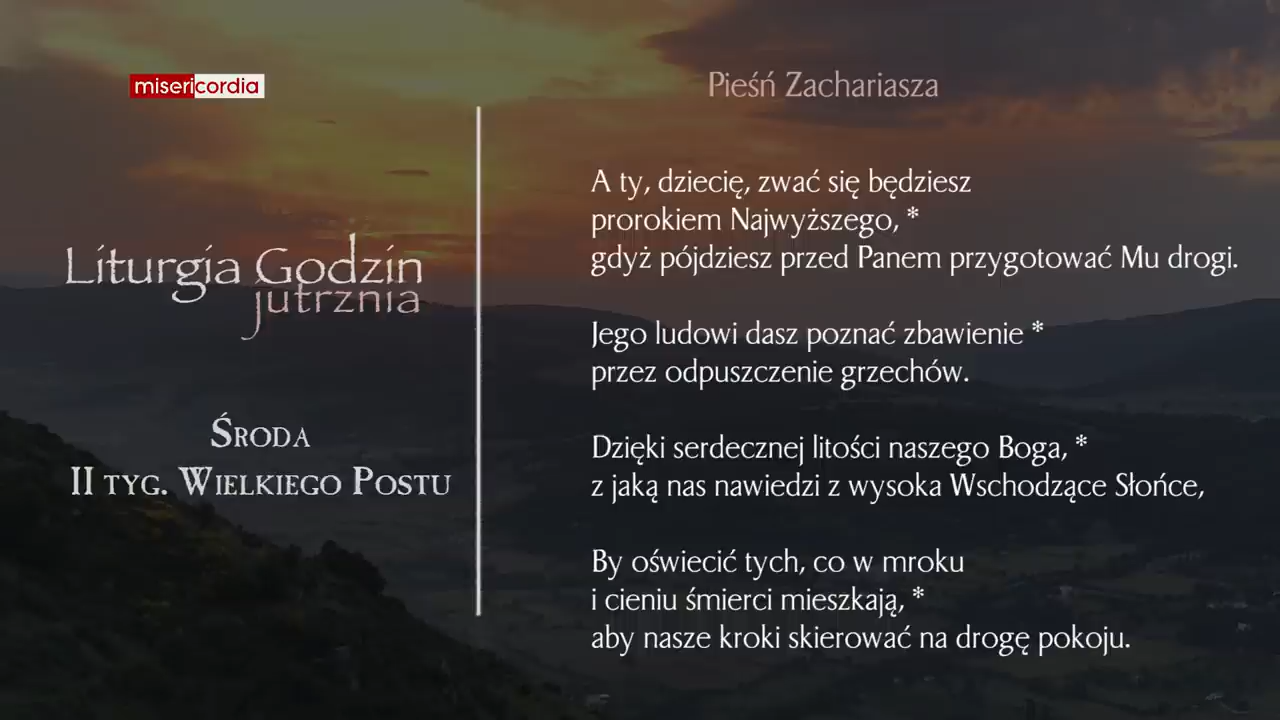 misericordia
Liturgia Godzin
jutrznia
Środa
II tyg. Wielkiego Postu
Pieśń Zachariasza
A ty, dziecię, zwać się będziesz
prorokiem Najwyższego, *
gdyż pójdziesz przed Panem przygotować Mu drogi.
Jego ludowi dasz poznać zbawienie *
przez odpuszczenie grzechów.
Dzięki serdecznej litości naszego Boga, *
z jaką nas nawiedzi z wysoka Wschodzące Słońce,
By oświecić tych, co w mroku
i cieniu śmierci mieszkają, *
aby nasze kroki skierować na drogę pokoju.